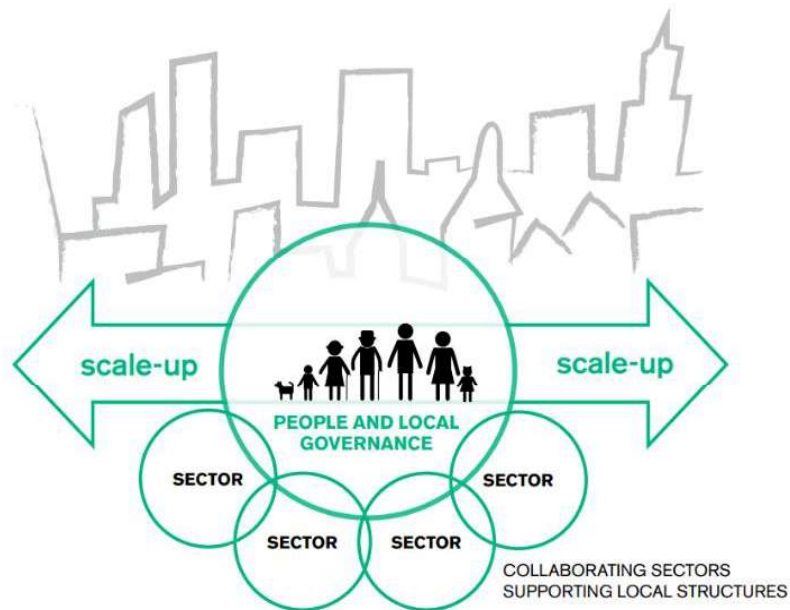 scale-up
scale-up
PEOPLE AND LOCAL
GOVERNANCE
SECTOR
SECTOR
SECTOR
SECTOR
COLLABORATING SECTORS
SUPPORTING LOCAL STRUCTURES